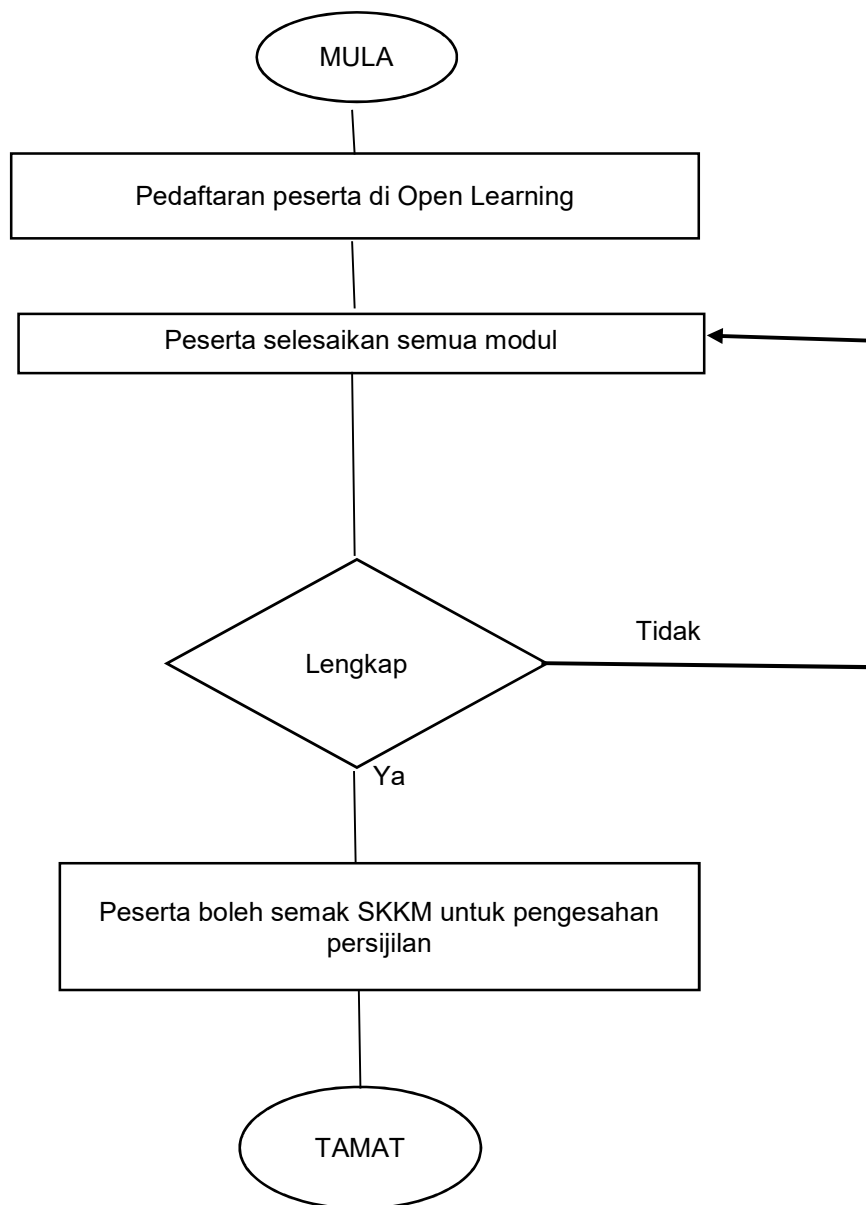 MULA
Pedaftaran peserta di Open Learning
Peserta selesaikan semua modul
Tidak
Lengkap
Ya
Peserta boleh semak SKKM untuk pengesahan
persijilan
TAMAT